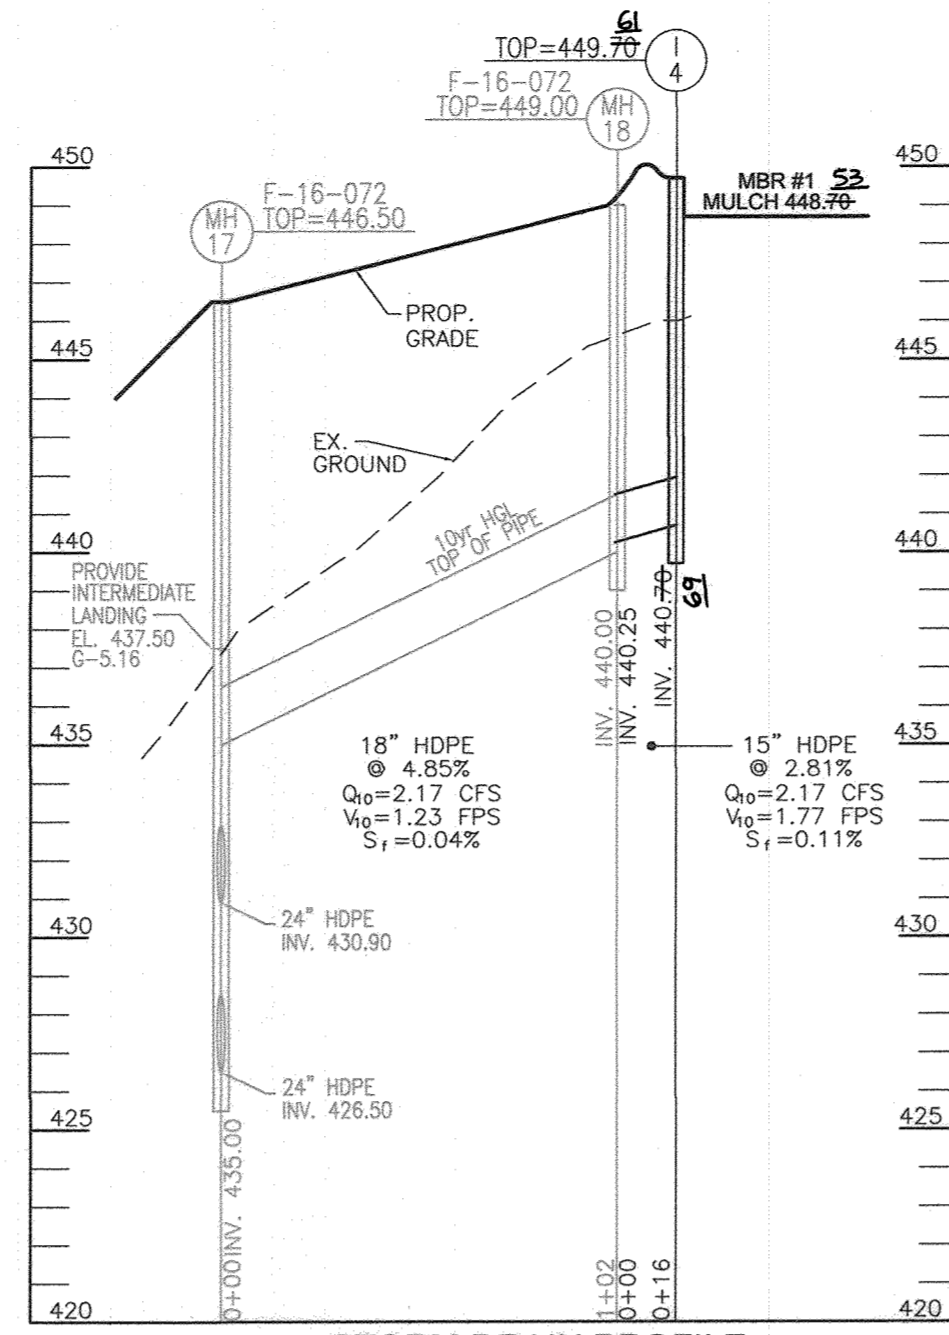 61
TOP=449.70
I
4
F-16-072
TOP=449.00
MH
18
450
450
MBR #1 53
MULCH 448.70
F-16-072
TOP=446.50
MH
17
PROP.
GRADE
445
445
EX.
GROUND
10yr HGL
TOP OF PIPE
440
440
PROVIDE
INTERMEDIATE
LANDING
EL. 437.50
G-5.16
INV. 440.00
INV. 440.25
INV. 440.70
69
435
435
18" HDPE
@ 4.85%
Q10=2.17 CFS
V10=1.23 FPS
Sf=0.04%
15" HDPE
@ 2.81%
Q10=2.17 CFS
V10=1.77 FPS
Sf=0.11%
24" HDPE
INV. 430.90
430
430
24" HDPE
INV. 426.50
425
425
0+00
INV. 435.00
1+02
0+00
0+16
420
420